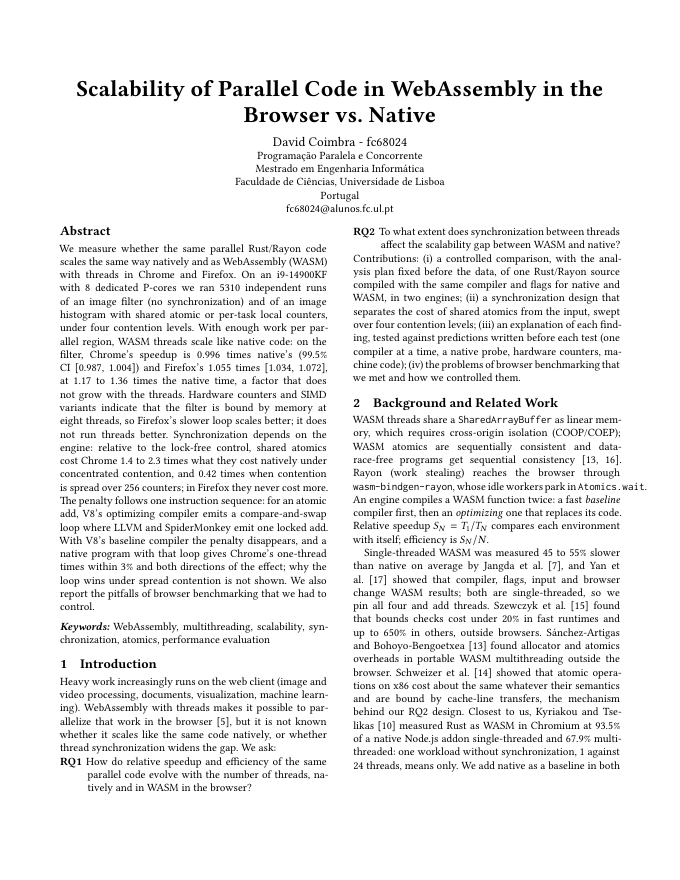 Scalability of Parallel Code in WebAssembly in the
Browser vs. Native
David Coimbra - fc68024
Programação Paralela e Concorrente
Mestrado em Engenharia Informática
Faculdade de Ciências, Universidade de Lisboa
Portugal
fc68024@alunos.fc.ul.pt
Abstract
We measure whether the same parallel Rust/Rayon code
scales the same way natively and as WebAssembly (WASM)
with threads in Chrome and Firefox. On an i9-14900KF
with 8 dedicated P-cores we ran 5310 independent runs
of an image filter (no synchronization) and of an image
histogram with shared atomic or per-task local counters,
under four contention levels. With enough work per par-
allel region, WASM threads scale like native code: on the
filter, Chrome's speedup is 0.996 times native's (99.5%
CI [0.987, 1.004]) and Firefox's 1.055 times [1.034, 1.072],
at 1.17 to 1.36 times the native time, a factor that does
not grow with the threads. Hardware counters and SIMD
variants indicate that the filter is bound by memory at
eight threads, so Firefox's slower loop scales better; it does
not run threads better. Synchronization depends on the
engine: relative to the lock-free control, shared atomics
cost Chrome 1.4 to 2.3 times what they cost natively under
concentrated contention, and 0.42 times when contention
is spread over 256 counters; in Firefox they never cost more.
The penalty follows one instruction sequence: for an atomic
add, V8's optimizing compiler emits a compare-and-swap
loop where LLVM and SpiderMonkey emit one locked add.
With V8's baseline compiler the penalty disappears, and a
native program with that loop gives Chrome's one-thread
times within 3% and both directions of the effect; why the
loop wins under spread contention is not shown. We also
report the pitfalls of browser benchmarking that we had to
control.
Keywords: WebAssembly, multithreading, scalability, syn-
chronization, atomics, performance evaluation
1 Introduction
Heavy work increasingly runs on the web client (image and
video processing, documents, visualization, machine learn-
ing). WebAssembly with threads makes it possible to par-
allelize that work in the browser [5], but it is not known
whether it scales like the same code natively, or whether
thread synchronization widens the gap. We ask:
RQ1 How do relative speedup and efficiency of the same
parallel code evolve with the number of threads, na-
tively and in WASM in the browser?
RQ2 To what extent does synchronization between threads
affect the scalability gap between WASM and native?
Contributions: (i) a controlled comparison, with the anal-
ysis plan fixed before the data, of one Rust/Rayon source
compiled with the same compiler and flags for native and
WASM, in two engines; (ii) a synchronization design that
separates the cost of shared atomics from the input, swept
over four contention levels; (iii) an explanation of each find-
ing, tested against predictions written before each test (one
compiler at a time, a native probe, hardware counters, ma-
chine code); (iv) the problems of browser benchmarking that
we met and how we controlled them.
2 Background and Related Work
WASM threads share a SharedArrayBuffer as linear mem-
ory, which requires cross-origin isolation (COOP/COEP);
WASM atomics are sequentially consistent and data-
race-free programs get sequential consistency [13, 16].
Rayon (work stealing) reaches the browser through
wasm-bindgen-rayon, whose idle workers park in Atomics.wait.
An engine compiles a WASM function twice: a fast baseline
compiler first, then an optimizing one that replaces its code.
Relative speedup S_N = T_1/T_N compares each environment
with itself; efficiency is S_N/N.
Single-threaded WASM was measured 45 to 55% slower
than native on average by Jangda et al. [7], and Yan et
al. [17] showed that compiler, flags, input and browser
change WASM results; both are single-threaded, so we
pin all four and add threads. Szewczyk et al. [15] found
that bounds checks cost under 20% in fast runtimes and
up to 650% in others, outside browsers. Sánchez-Artigas
and Bohoyo-Bengoetxea [13] found allocator and atomics
overheads in portable WASM multithreading outside the
browser. Schweizer et al. [14] showed that atomic opera-
tions on x86 cost about the same whatever their semantics
and are bound by cache-line transfers, the mechanism
behind our RQ2 design. Closest to us, Kyriakou and Tse-
likas [10] measured Rust as WASM in Chromium at 93.5%
of a native Node.js addon single-threaded and 67.9% multi-
threaded: one workload without synchronization, 1 against
24 threads, means only. We add native as a baseline in both